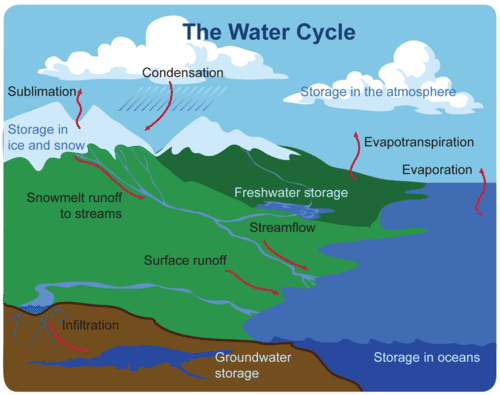 The Water Cycle
Condensation
Sublimation
Storage in the atmosphere
Storage in
ice and snow
Evapotranspiration
Evaporation
Snowmelt runoff
to streams
Freshwater storage
Streamflow
Surface runoff
Infiltration
Groundwater
storage
Storage in oceans